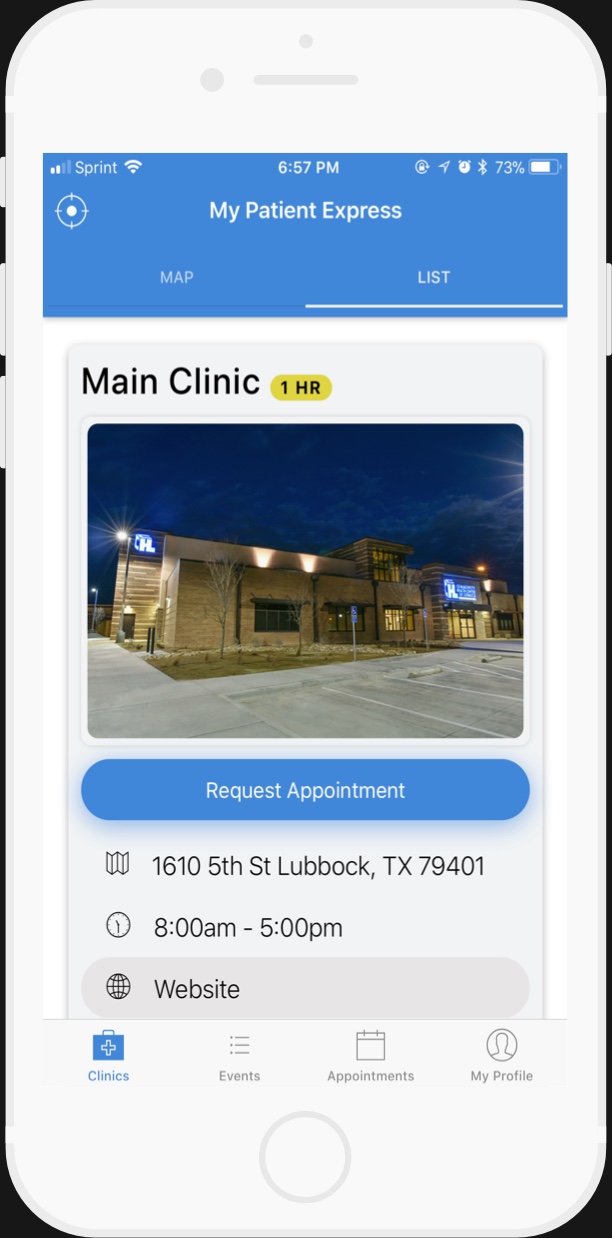 Sprint 6:57 PM 73%
My Patient Express
MAP LIST
Main Clinic 1 HR
Request Appointment
1610 5th St Lubbock, TX 79401
8:00am - 5:00pm
Website
Clinics Events Appointments My Profile